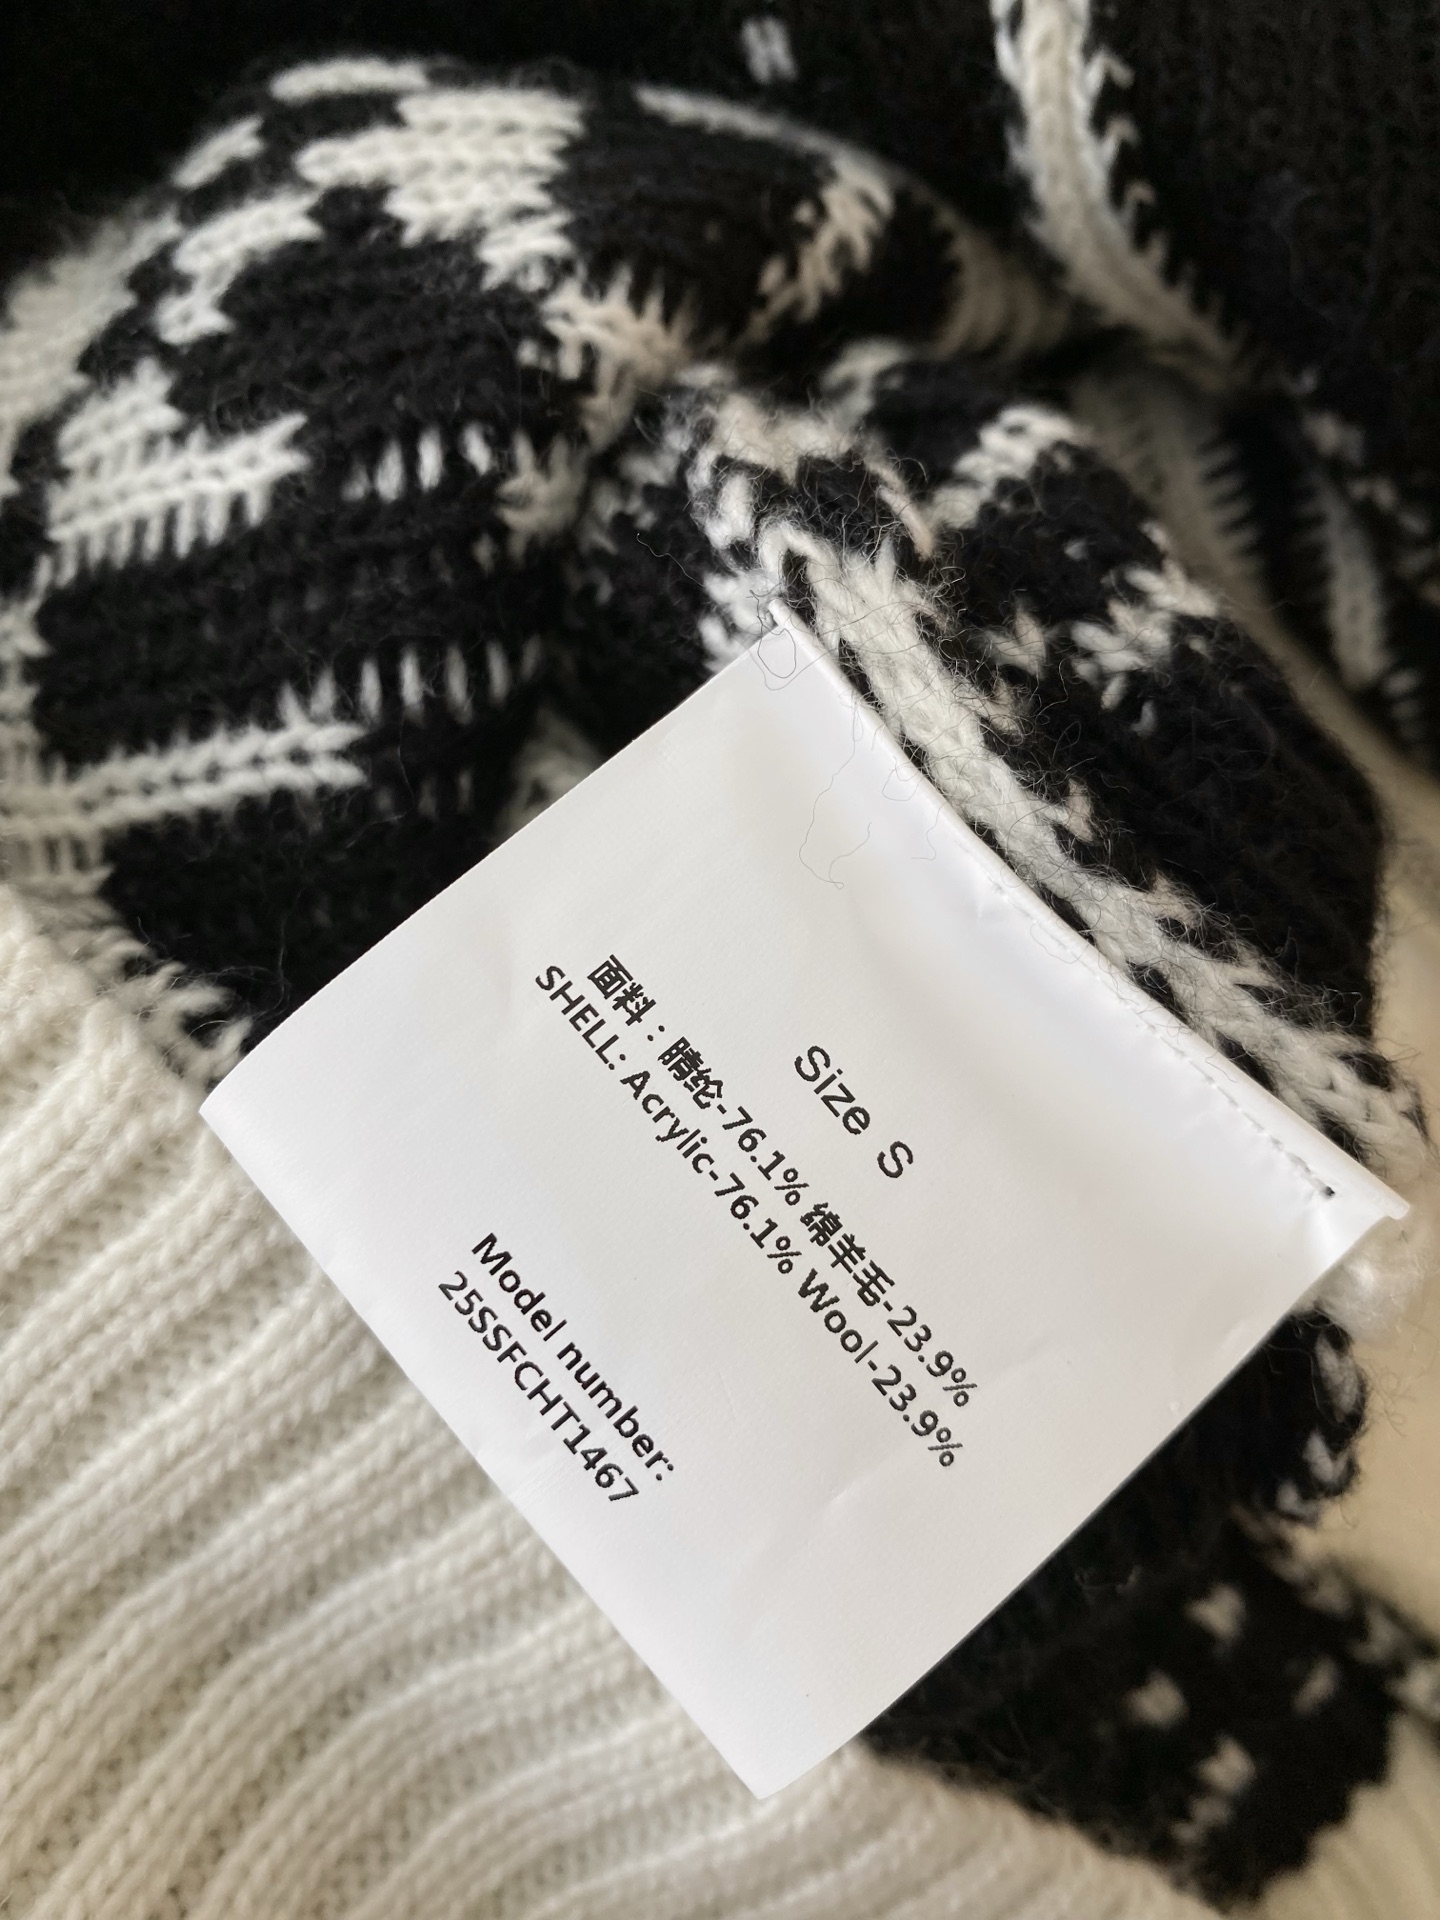 Size S
面料：腈纶-76.1% 绵羊毛-23.9%
SHELL: Acrylic-76.1% Wool-23.9%
Model number:
25SSFCHT1467